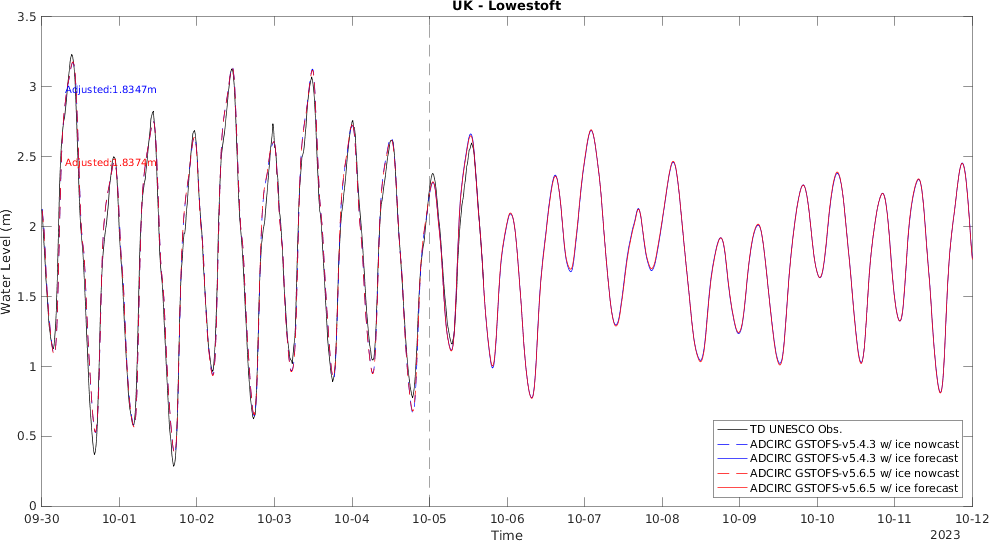 UK - Lowestoft
3.5
3
2.5
2
1.5
1
0.5
0
Water Level (m)
Adjusted:1.8347m
Adjusted:1.8374m
TD UNESCO Obs.
ADCIRC GSTOFS-v5.4.3 w/ ice nowcast
ADCIRC GSTOFS-v5.4.3 w/ ice forecast
ADCIRC GSTOFS-v5.6.5 w/ ice nowcast
ADCIRC GSTOFS-v5.6.5 w/ ice forecast
09-30 10-01 10-02 10-03 10-04 10-05 10-06 10-07 10-08 10-09 10-10 10-11 10-12
Time
2023